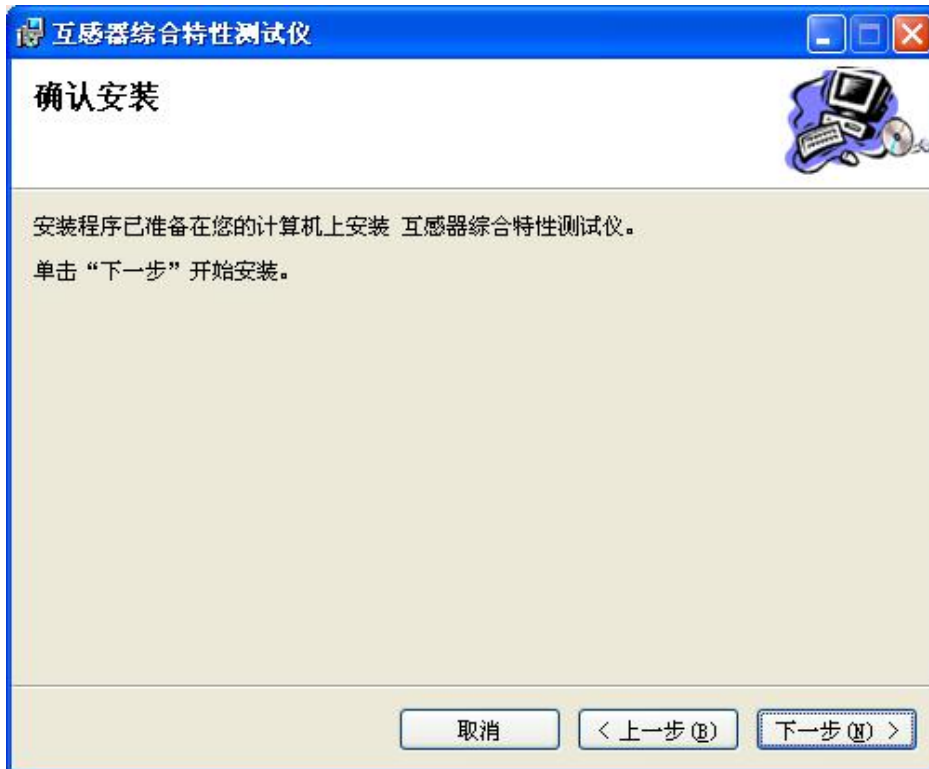 互感器综合特性测试仪
确认安装
安装程序已准备在您的计算机上安装 互感器综合特性测试仪。
单击“下一步”开始安装。
取消
< 上一步(B)
下一步(N) >